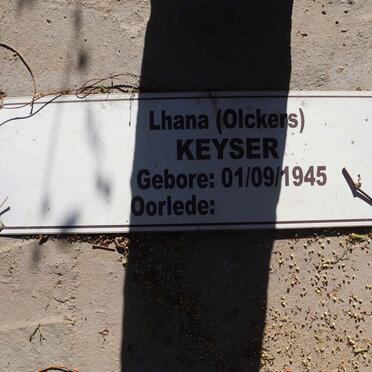 Lhana (Olckers)
KEYSER
Gebore: 01/09/1945
Oorlede: